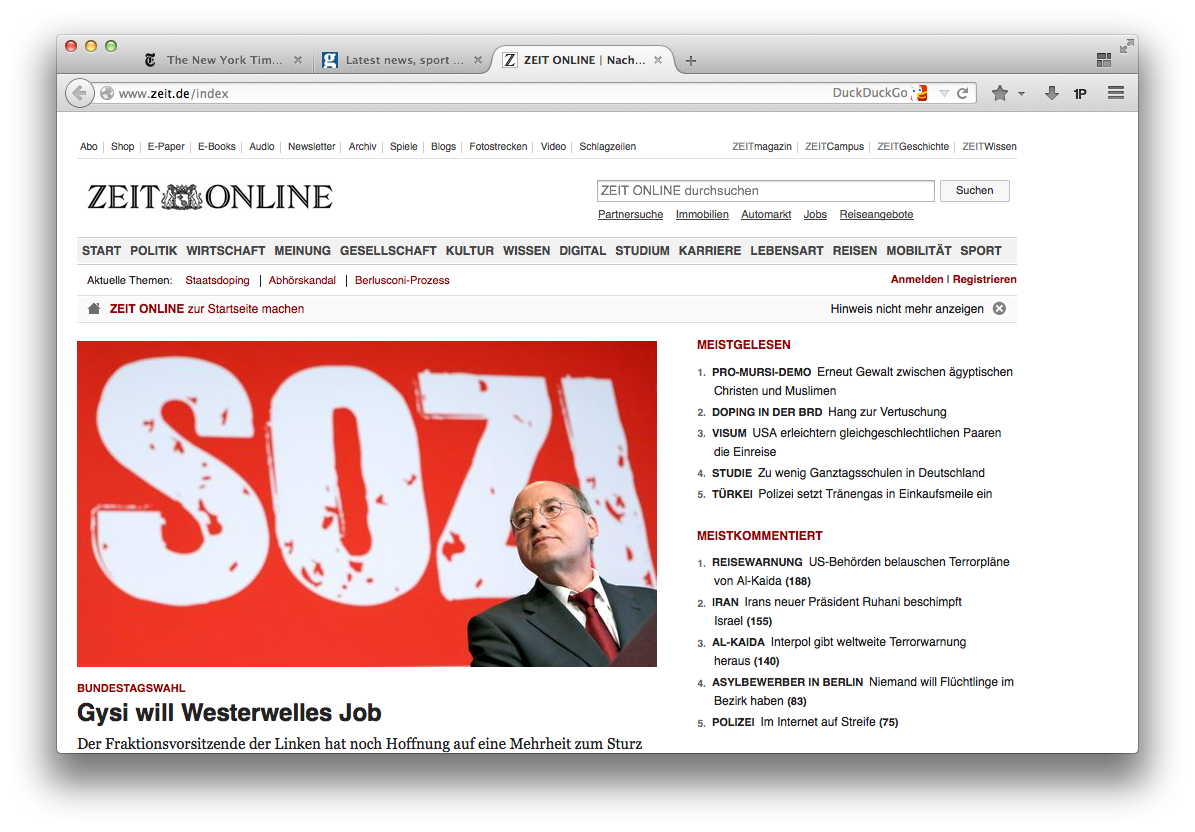 The New York Tim...
Latest news, sport ...
ZEIT ONLINE | Nach...
www.zeit.de/index
DuckDuckGo
1P
Abo | Shop | E-Paper | E-Books | Audio | Newsletter | Archiv | Spiele | Blogs | Fotostrecken | Video | Schlagzeilen
ZEITmagazin | ZEITCampus | ZEITGeschichte | ZEITWissen
ZEIT ONLINE
ZEIT ONLINE durchsuchen
Suchen
Partnersuche Immobilien Automarkt Jobs Reiseangebote
START POLITIK WIRTSCHAFT MEINUNG GESELLSCHAFT KULTUR WISSEN DIGITAL STUDIUM KARRIERE LEBENSART REISEN MOBILITÄT SPORT
Aktuelle Themen: Staatsdoping | Abhörskandal | Berlusconi-Prozess
Anmeldung | Registrieren
ZEIT ONLINE zur Startseite machen
Hinweis nicht mehr anzeigen
SOZI
BUNDESTAGSWAHL
Gysi will Westerwelles Job
Der Fraktionsvorsitzende der Linken hat noch Hoffnung auf eine Mehrheit zum Sturz
MEISTGELESEN
1. PRO-MURSI-DEMO Erneut Gewalt zwischen ägyptischen
Christen und Muslimen
2. DOPING IN DER BRD Hang zur Vertuschung
3. VISUM USA erleichtern gleichgeschlechtlichen Paaren
die Einreise
4. STUDIE Zu wenig Ganztagsschulen in Deutschland
5. TÜRKEI Polizei setzt Tränengas in Einkaufsmeile ein
MEISTKOMMENTIERT
1. REISEWARNUNG US-Behörden belauschen Terrorpläne
von Al-Kaida (188)
2. IRAN Irans neuer Präsident Ruhani beschimpft
Israel (155)
3. AL-KAIDA Interpol gibt weltweite Terrorwarnung
heraus (140)
4. ASYLBEWERBER IN BERLIN Niemand will Flüchtlinge im
Bezirk haben (83)
5. POLIZEI Im Internet auf Streife (75)